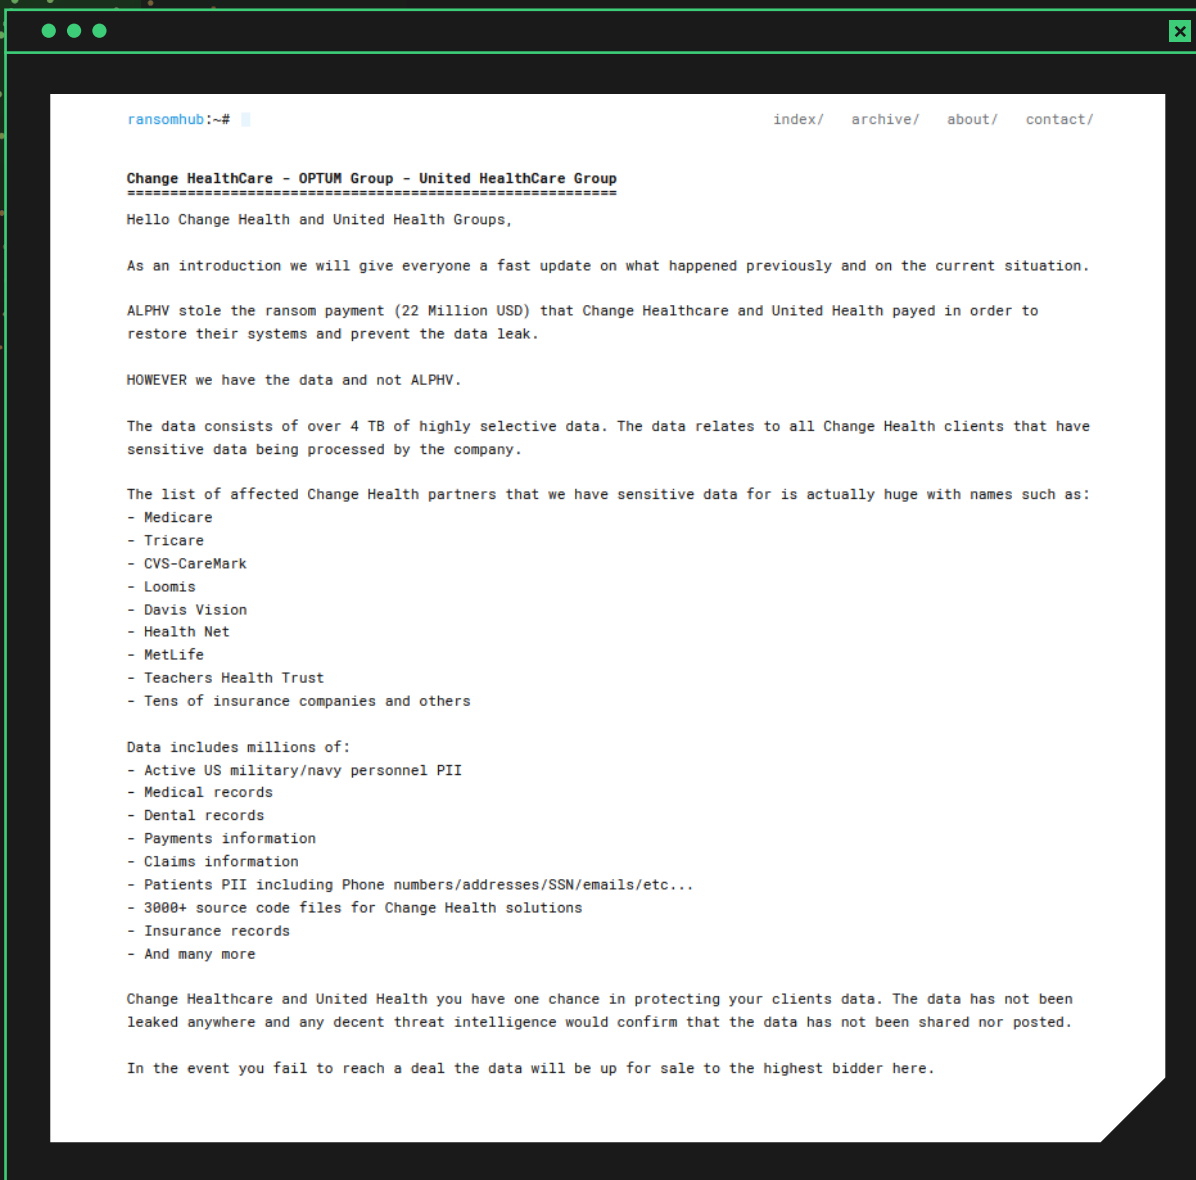 ransomhub:~# index/ archive/ about/ contact/
Change HealthCare - OPTUM Group - United HealthCare Group
=========================================================
Hello Change Health and United Health Groups,
As an introduction we will give everyone a fast update on what happened previously and on the current situation.
ALPHV stole the ransom payment (22 Million USD) that Change Healthcare and United Health payed in order to
restore their systems and prevent the data leak.
HOWEVER we have the data and not ALPHV.
The data consists of over 4 TB of highly selective data. The data relates to all Change Health clients that have
sensitive data being processed by the company.
The list of affected Change Health partners that we have sensitive data for is actually huge with names such as:
- Medicare
- Tricare
- CVS-CareMark
- Loomis
- Davis Vision
- Health Net
- MetLife
- Teachers Health Trust
- Tens of insurance companies and others
Data includes millions of:
- Active US military/navy personnel PII
- Medical records
- Dental records
- Payments information
- Claims information
- Patients PII including Phone numbers/addresses/SSN/emails/etc...
- 3000+ source code files for Change Health solutions
- Insurance records
- And many more
Change Healthcare and United Health you have one chance in protecting your clients data. The data has not been
leaked anywhere and any decent threat intelligence would confirm that the data has not been shared nor posted.
In the event you fail to reach a deal the data will be up for sale to the highest bidder here.